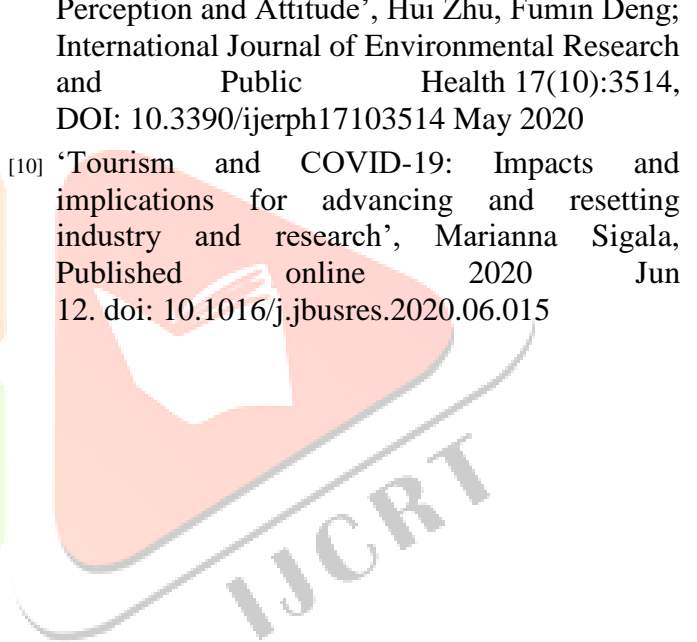 Perception and Attitude’, Hui Zhu, Fumin Deng;
International Journal of Environmental Research
and Public Health 17(10):3514,
DOI: 10.3390/ijerph17103514 May 2020
[10] ‘Tourism and COVID-19: Impacts and
implications for advancing and resetting
industry and research’, Marianna Sigala,
Published online 2020 Jun
12. doi: 10.1016/j.jbusres.2020.06.015
IJCRT